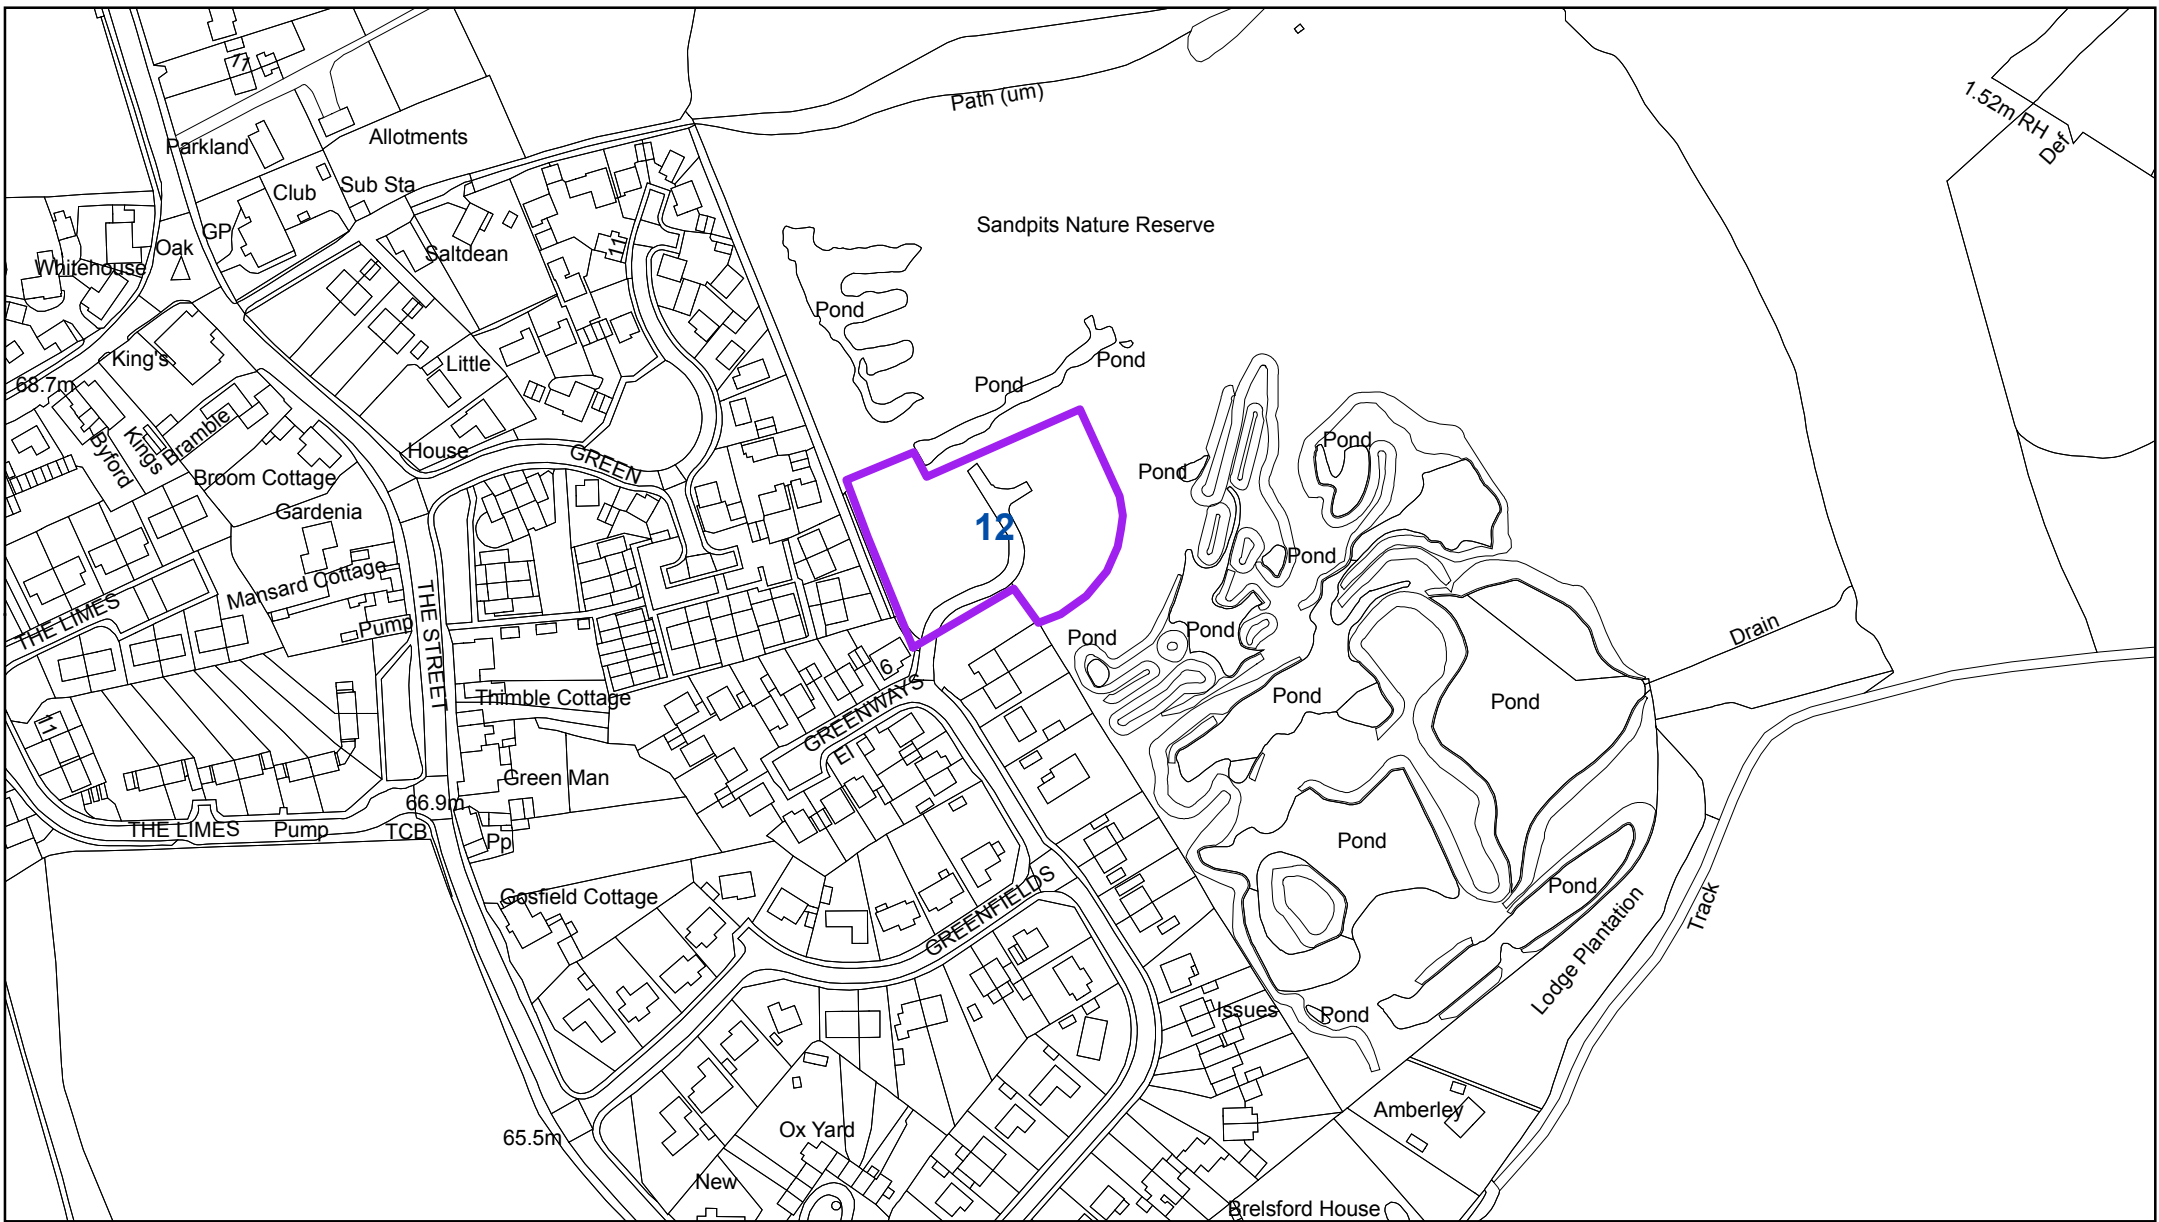 77
Path (um)
1.52m RH
Def
Allotments
Parkland
Club
Sub Sta
GP
Oak
Sandpits Nature Reserve
Whitehouse
Saltdean
11
Pond
King's
Little
Pond
Pond
68.7m
Byford
Kings
Bramble
House
GREEN
Pond
Pond
Broom Cottage
Gardenia
12
Pond
Mansard Cottage
THE LIMES
Pump
THE STREET
Pond
Pond
Drain
6
Thimble Cottage
GREENWAYS
Pond
Pond
11
El
Green Man
66.9m
THE LIMES
Pump
TCB
Pp
Pond
Gosfield Cottage
GREENFIELDS
Pond
Track
Lodge Plantation
Issues
Pond
65.5m
Ox Yard
Amberley
New
Brelsford House